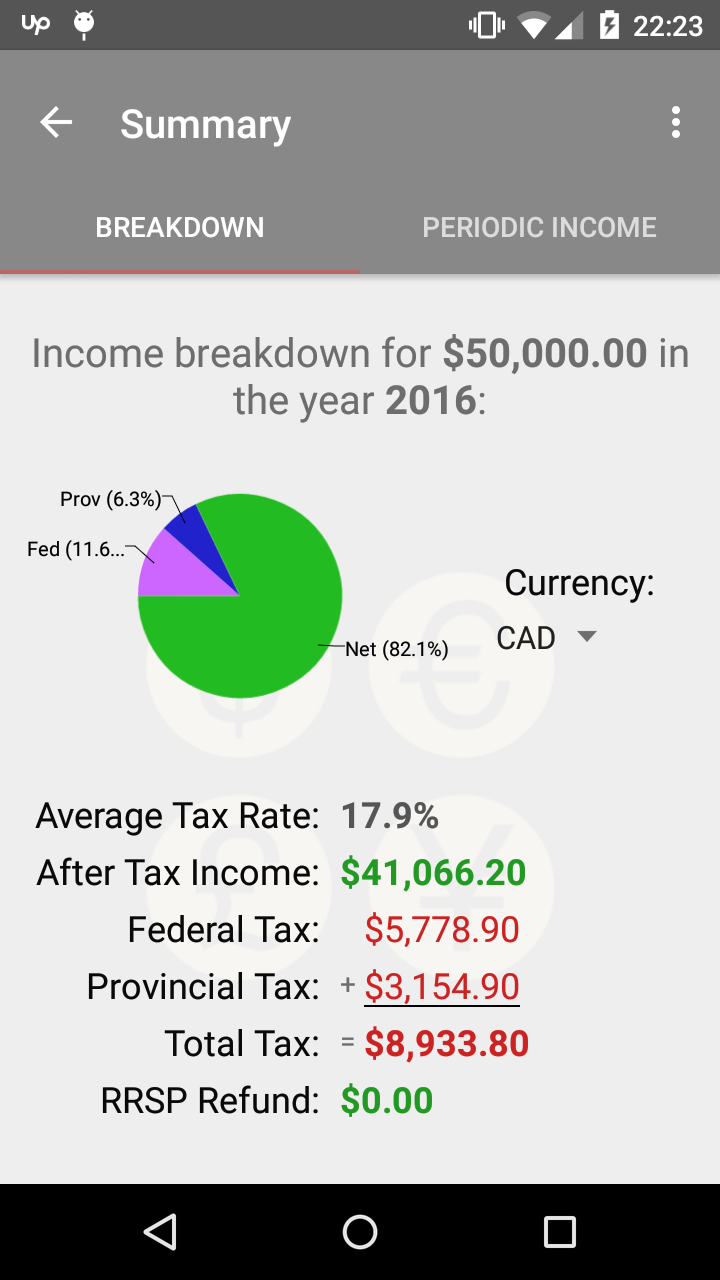 up
22:23
Summary
BREAKDOWN
PERIODIC INCOME
Income breakdown for $50,000.00 in
the year 2016:
Prov (6.3%)
Fed (11.6...
Net (82.1%)
Currency:
CAD
$ €
£ ¥
Average Tax Rate: 17.9%
After Tax Income: $41,066.20
Federal Tax: $5,778.90
Provincial Tax: + $3,154.90
Total Tax: = $8,933.80
RRSP Refund: $0.00